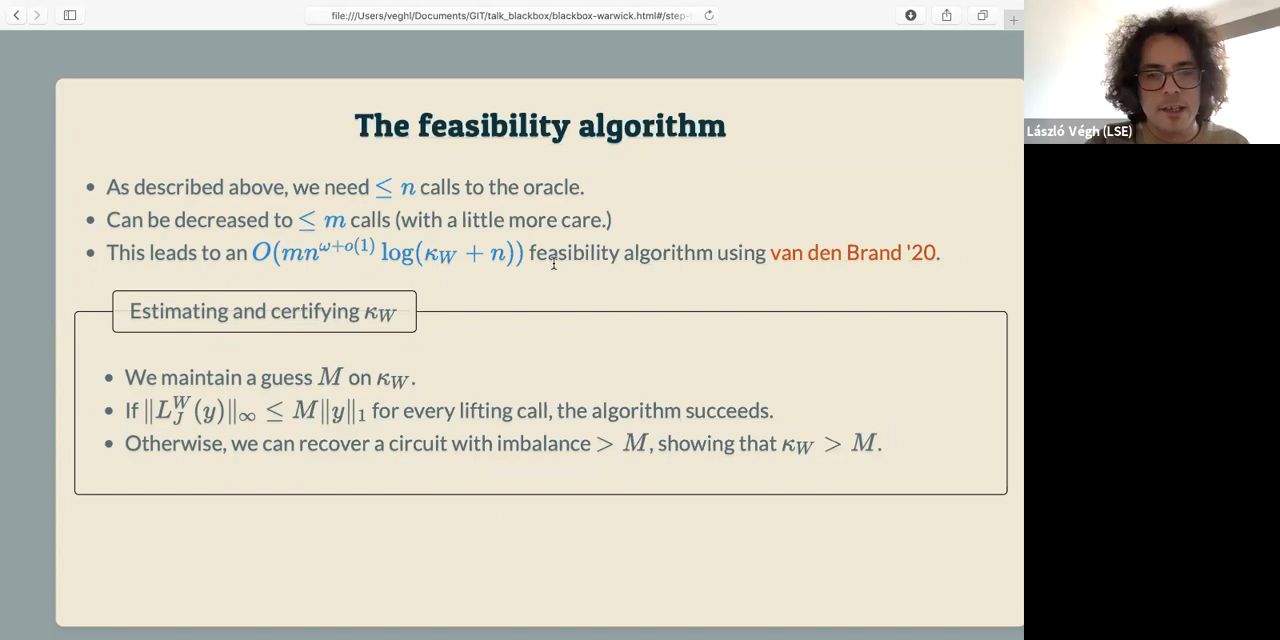 file:///Users/veghl/Documents/GIT/talk_blackbox/blackbox-warwick.html#/step-
László Végh (LSE)
The feasibility algorithm
• As described above, we need ≤ n calls to the oracle.
• Can be decreased to ≤ m calls (with a little more care.)
• This leads to an O(mn^{ω+o(1)} log(κ_W + n)) feasibility algorithm using van den Brand '20.
Estimating and certifying κ_W
• We maintain a guess M on κ_W.
• If ‖L_J^W(y)‖_∞ ≤ M‖y‖_1 for every lifting call, the algorithm succeeds.
• Otherwise, we can recover a circuit with imbalance > M, showing that κ_W > M.